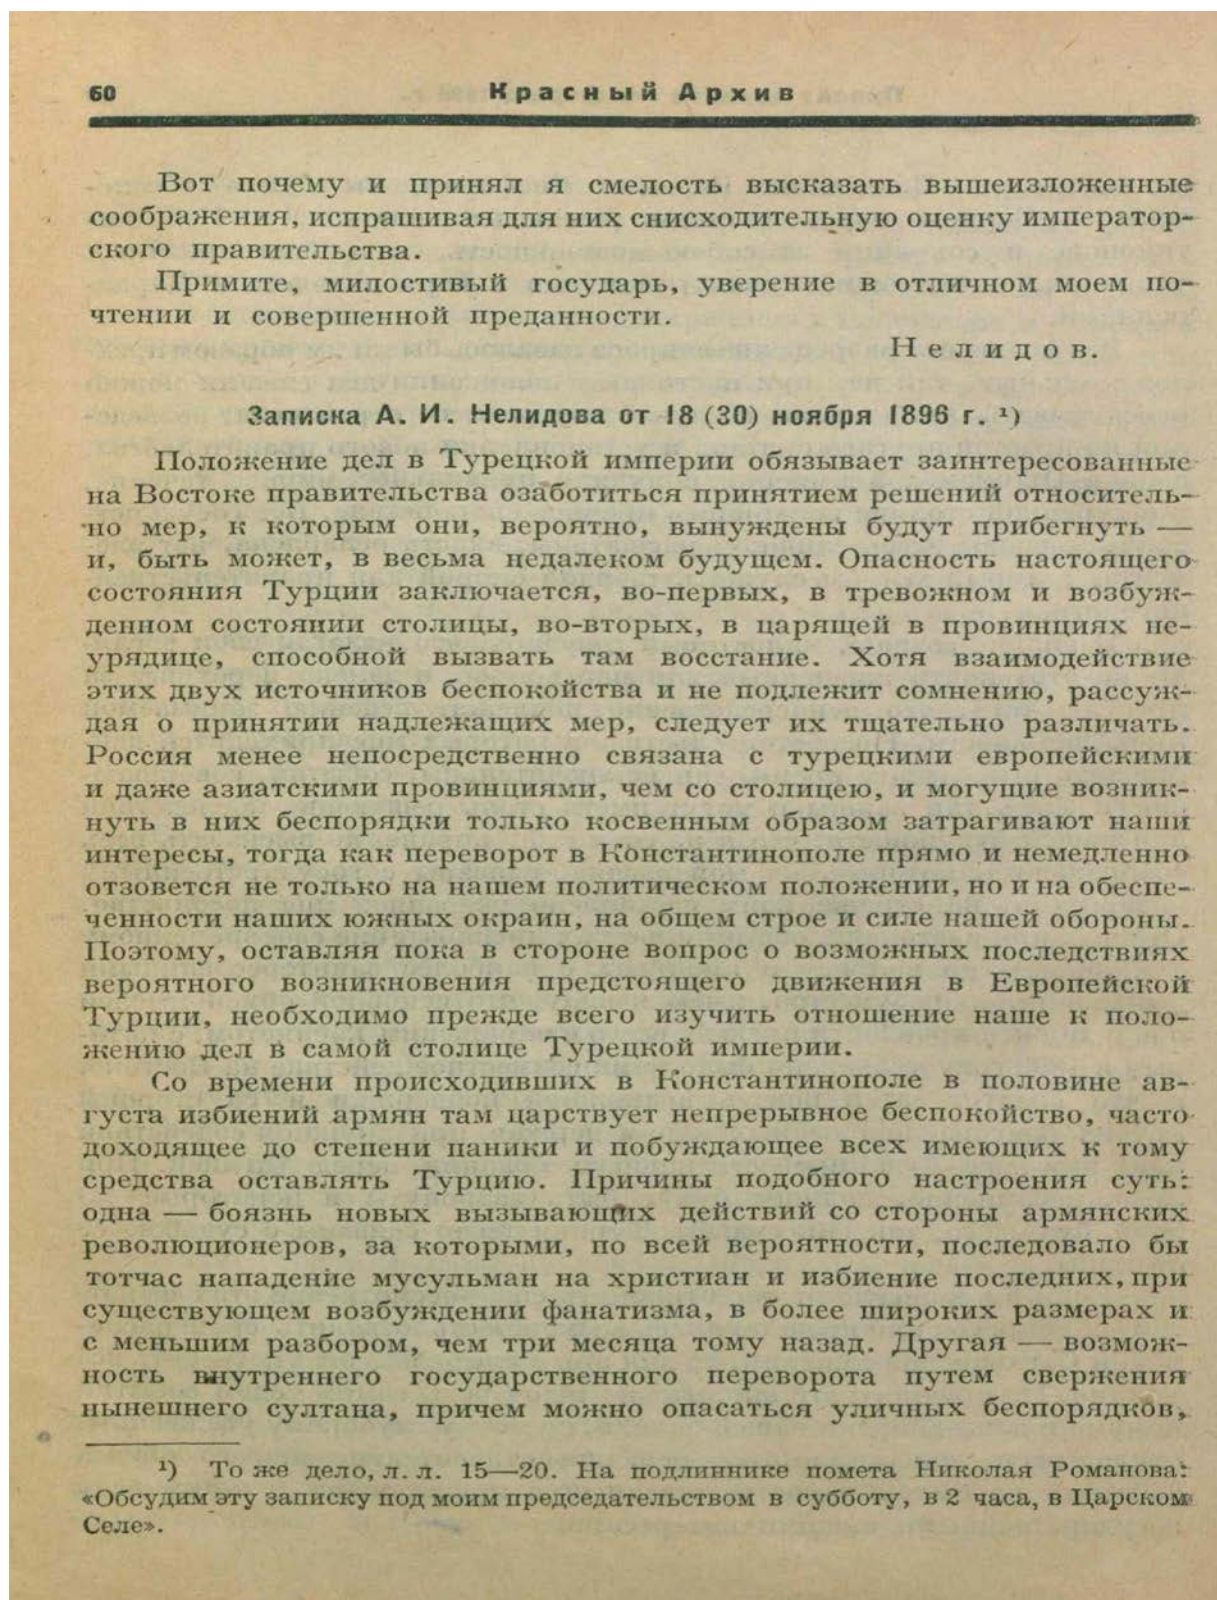 60
Красный Архив
Вот почему и принял я смелость высказать вышеизложенные
соображения, испрашивая для них снисходительную оценку император-
ского правительства.
Примите, милостивый государь, уверение в отличном моем по-
чтении и совершенной преданности.
Нелидов.
Записка А. И. Нелидова от 18 (30) ноября 1896 г. ¹)
Положение дел в Турецкой империи обязывает заинтересованные
на Востоке правительства озаботиться принятием решений относитель-
но мер, к которым они, вероятно, вынуждены будут прибегнуть —
и, быть может, в весьма недалеком будущем. Опасность настоящего
состояния Турции заключается, во-первых, в тревожном и возбуж-
денном состоянии столицы, во-вторых, в царящей в провинциях не-
урядице, способной вызвать там восстание. Хотя взаимодействие
этих двух источников беспокойства и не подлежит сомнению, рассуж-
дая о принятии надлежащих мер, следует их тщательно различать.
Россия менее непосредственно связана с турецкими европейскими
и даже азиатскими провинциями, чем со столицею, и могущие возник-
нуть в них беспорядки только косвенным образом затрагивают наши
интересы, тогда как переворот в Константинополе прямо и немедленно
отзовется не только на нашем политическом положении, но и на обеспе-
ченности наших южных окраин, на общем строе и силе нашей обороны.
Поэтому, оставляя пока в стороне вопрос о возможных последствиях
вероятного возникновения предстоящего движения в Европейской
Турции, необходимо прежде всего изучить отношение наше к поло-
жению дел в самой столице Турецкой империи.
Со времени происходивших в Константинополе в половине ав-
густа избиений армян там царствует непрерывное беспокойство, часто
доходящее до степени паники и побуждающее всех имеющих к тому
средства оставлять Турцию. Причины подобного настроения суть:
одна — боязнь новых вызывающих действий со стороны армянских
революционеров, за которыми, по всей вероятности, последовало бы
тотчас нападение мусульман на христиан и избиение последних, при
существующем возбуждении фанатизма, в более широких размерах и
с меньшим разбором, чем три месяца тому назад. Другая — возмож-
ность внутреннего государственного переворота путем свержения
нынешнего султана, причем можно опасаться уличных беспорядков,
¹) То же дело, л. л. 15—20. На подлиннике помета Николая Романова:
«Обсудим эту записку под моим председательством в субботу, в 2 часа, в Царском
Селе».